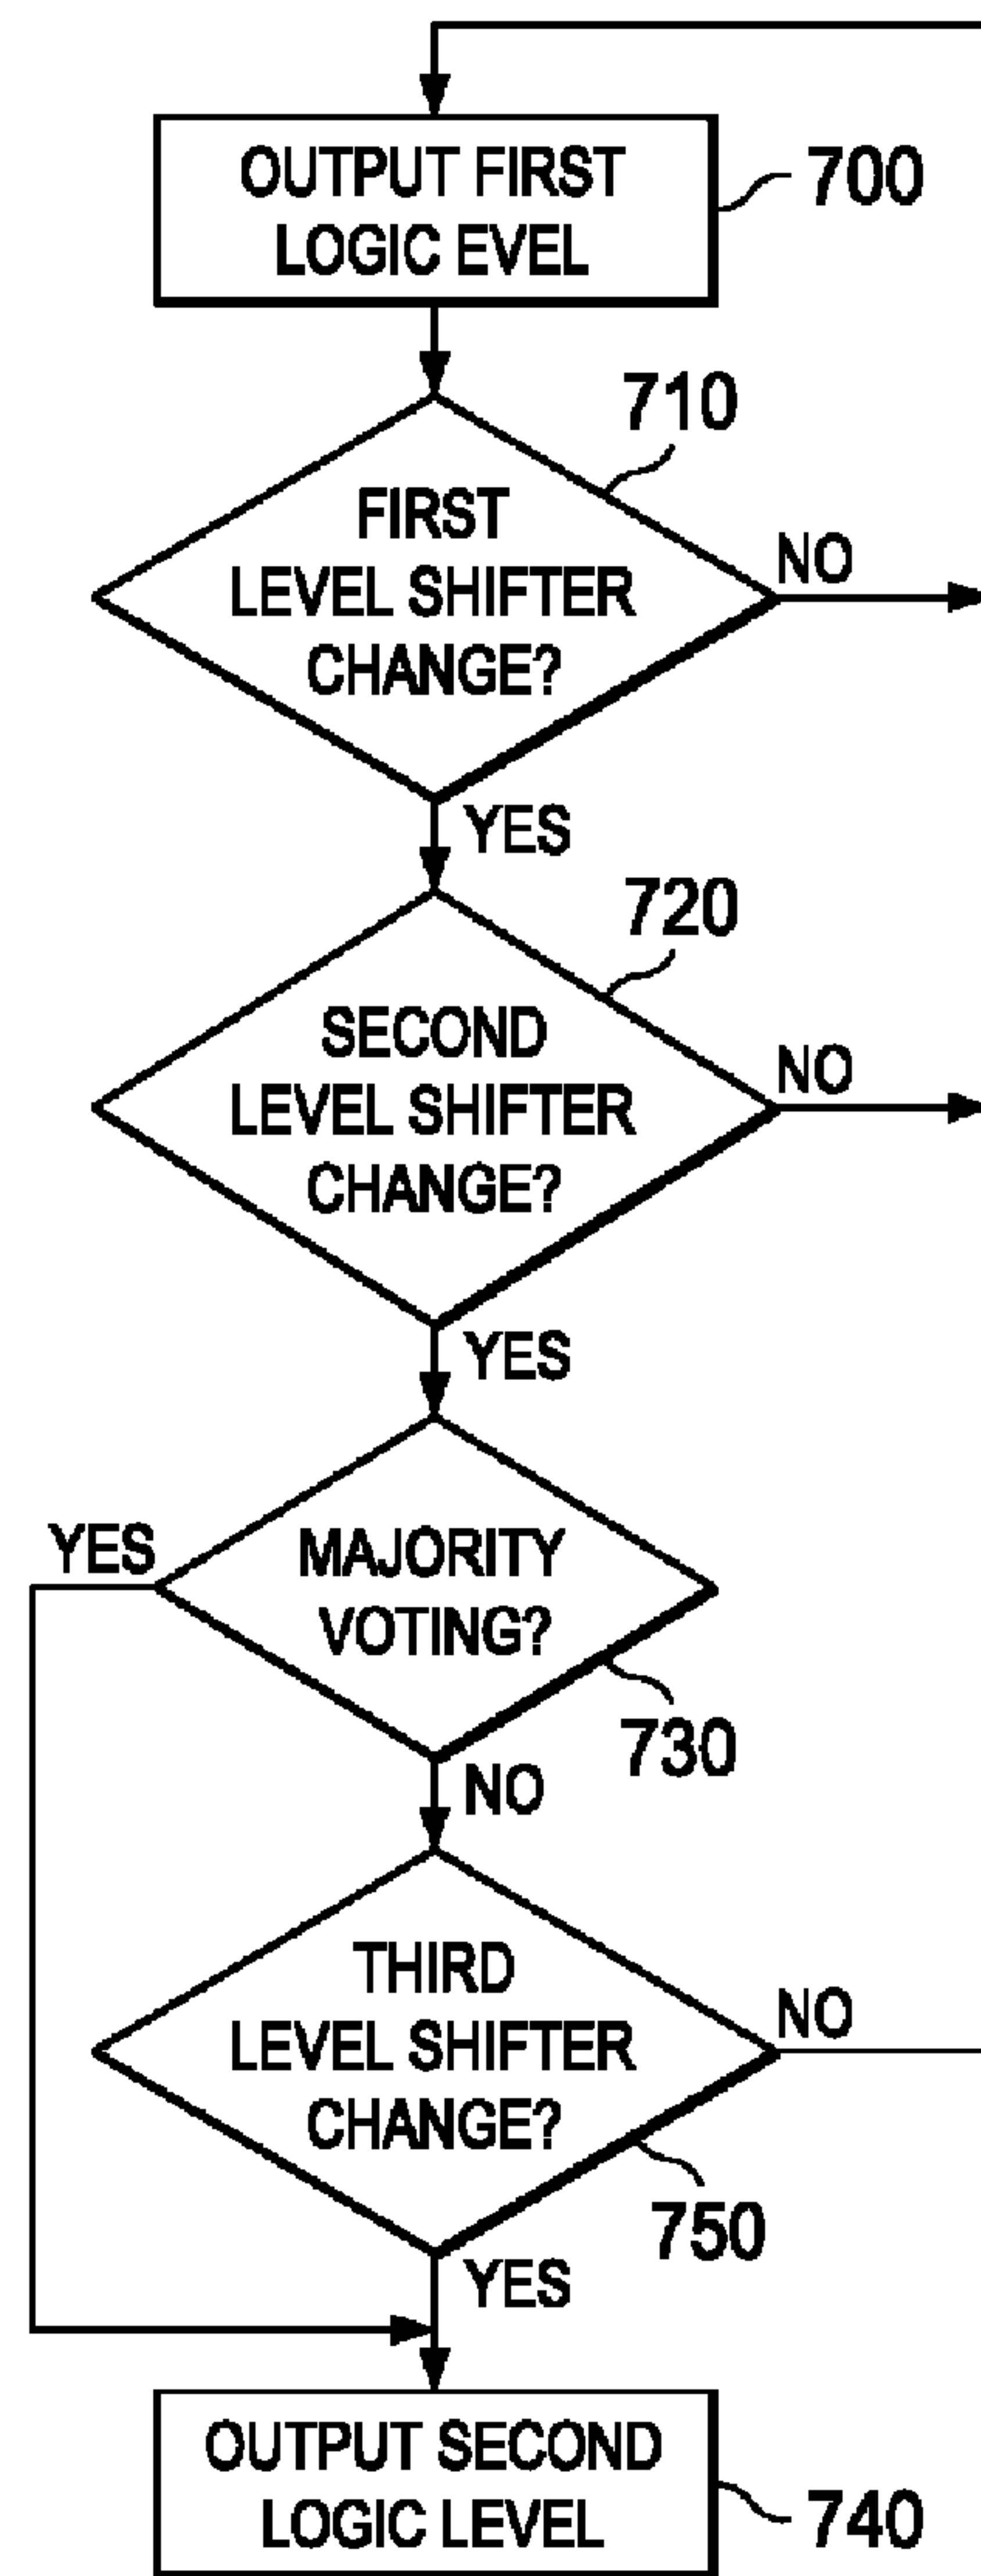 OUTPUT FIRST
LOGIC EVEL
700
710
FIRST
LEVEL SHIFTER
CHANGE?
NO
YES
720
SECOND
LEVEL SHIFTER
CHANGE?
NO
YES
YES
MAJORITY
VOTING?
730
NO
THIRD
LEVEL SHIFTER
CHANGE?
NO
750
YES
OUTPUT SECOND
LOGIC LEVEL
740